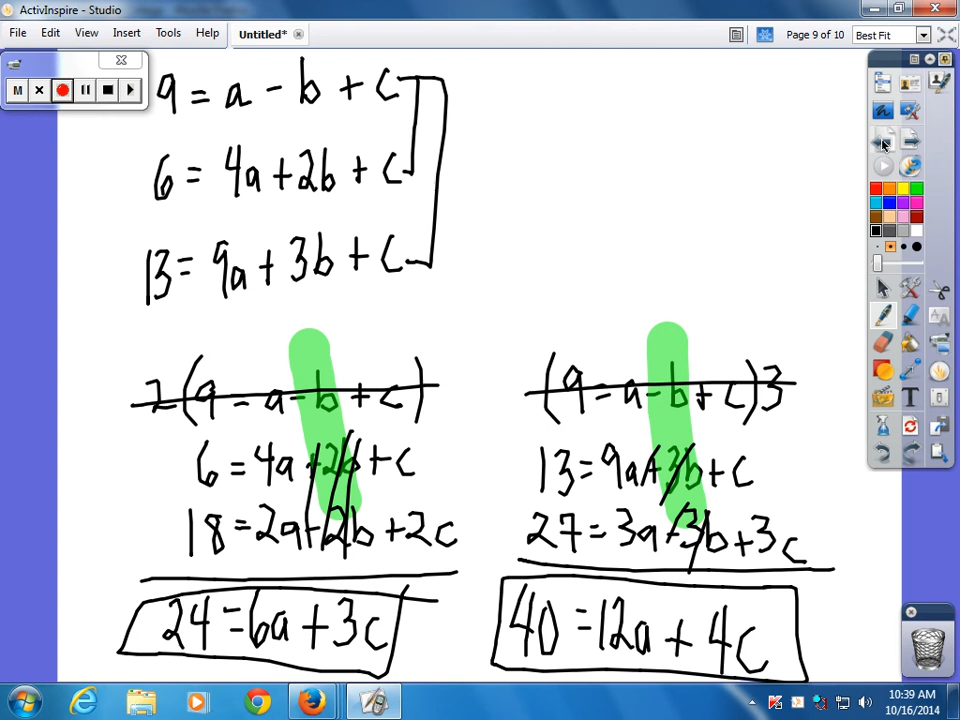 ActivInspire - Studio
File Edit View Insert Tools Help Untitled* Page 9 of 10 Best Fit
M
9 = a - b + c
6 = 4a + 2b + c
13 = 9a + 3b + c
2(9 = a - b + c)
6 = 4a + 2b + c
18 = 2a - 2b + 2c
24 = 6a + 3c
(9 = a - b + c)3
13 = 9a + 3b + c
27 = 3a - 3b + 3c
40 = 12a + 4c
10:39 AM
10/16/2014